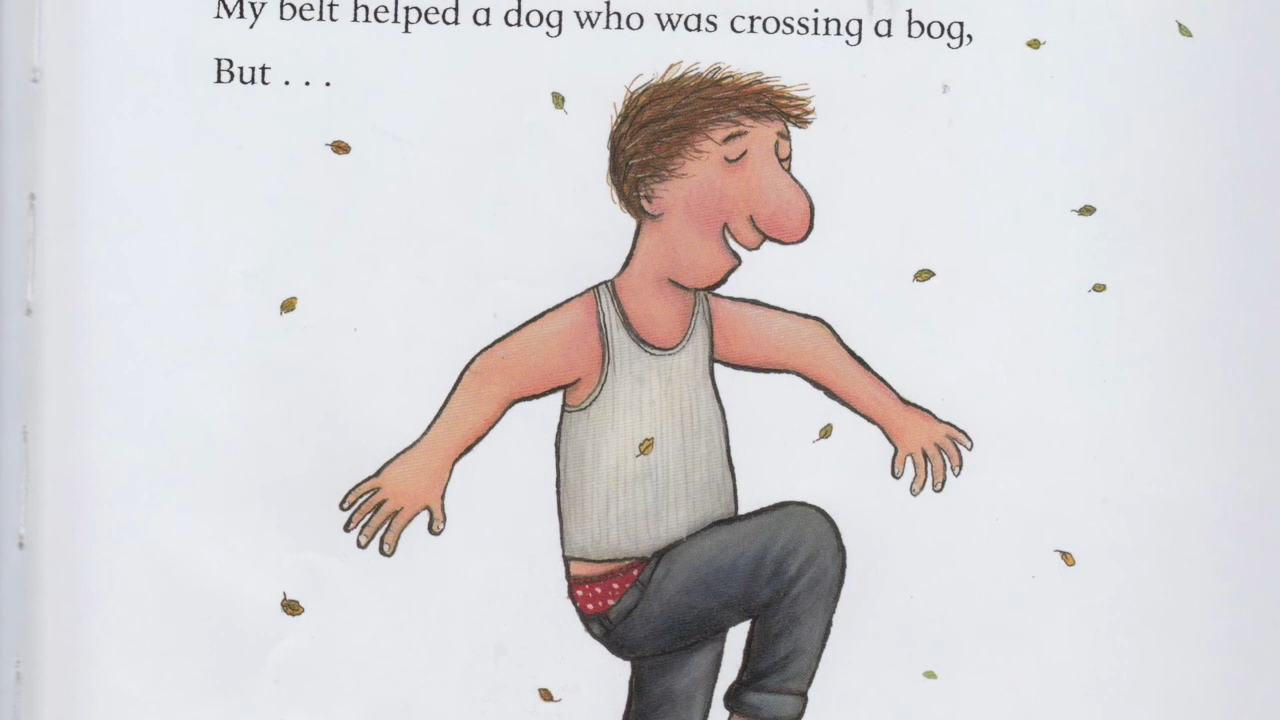 My belt helped a dog who was crossing a bog,
But . . .